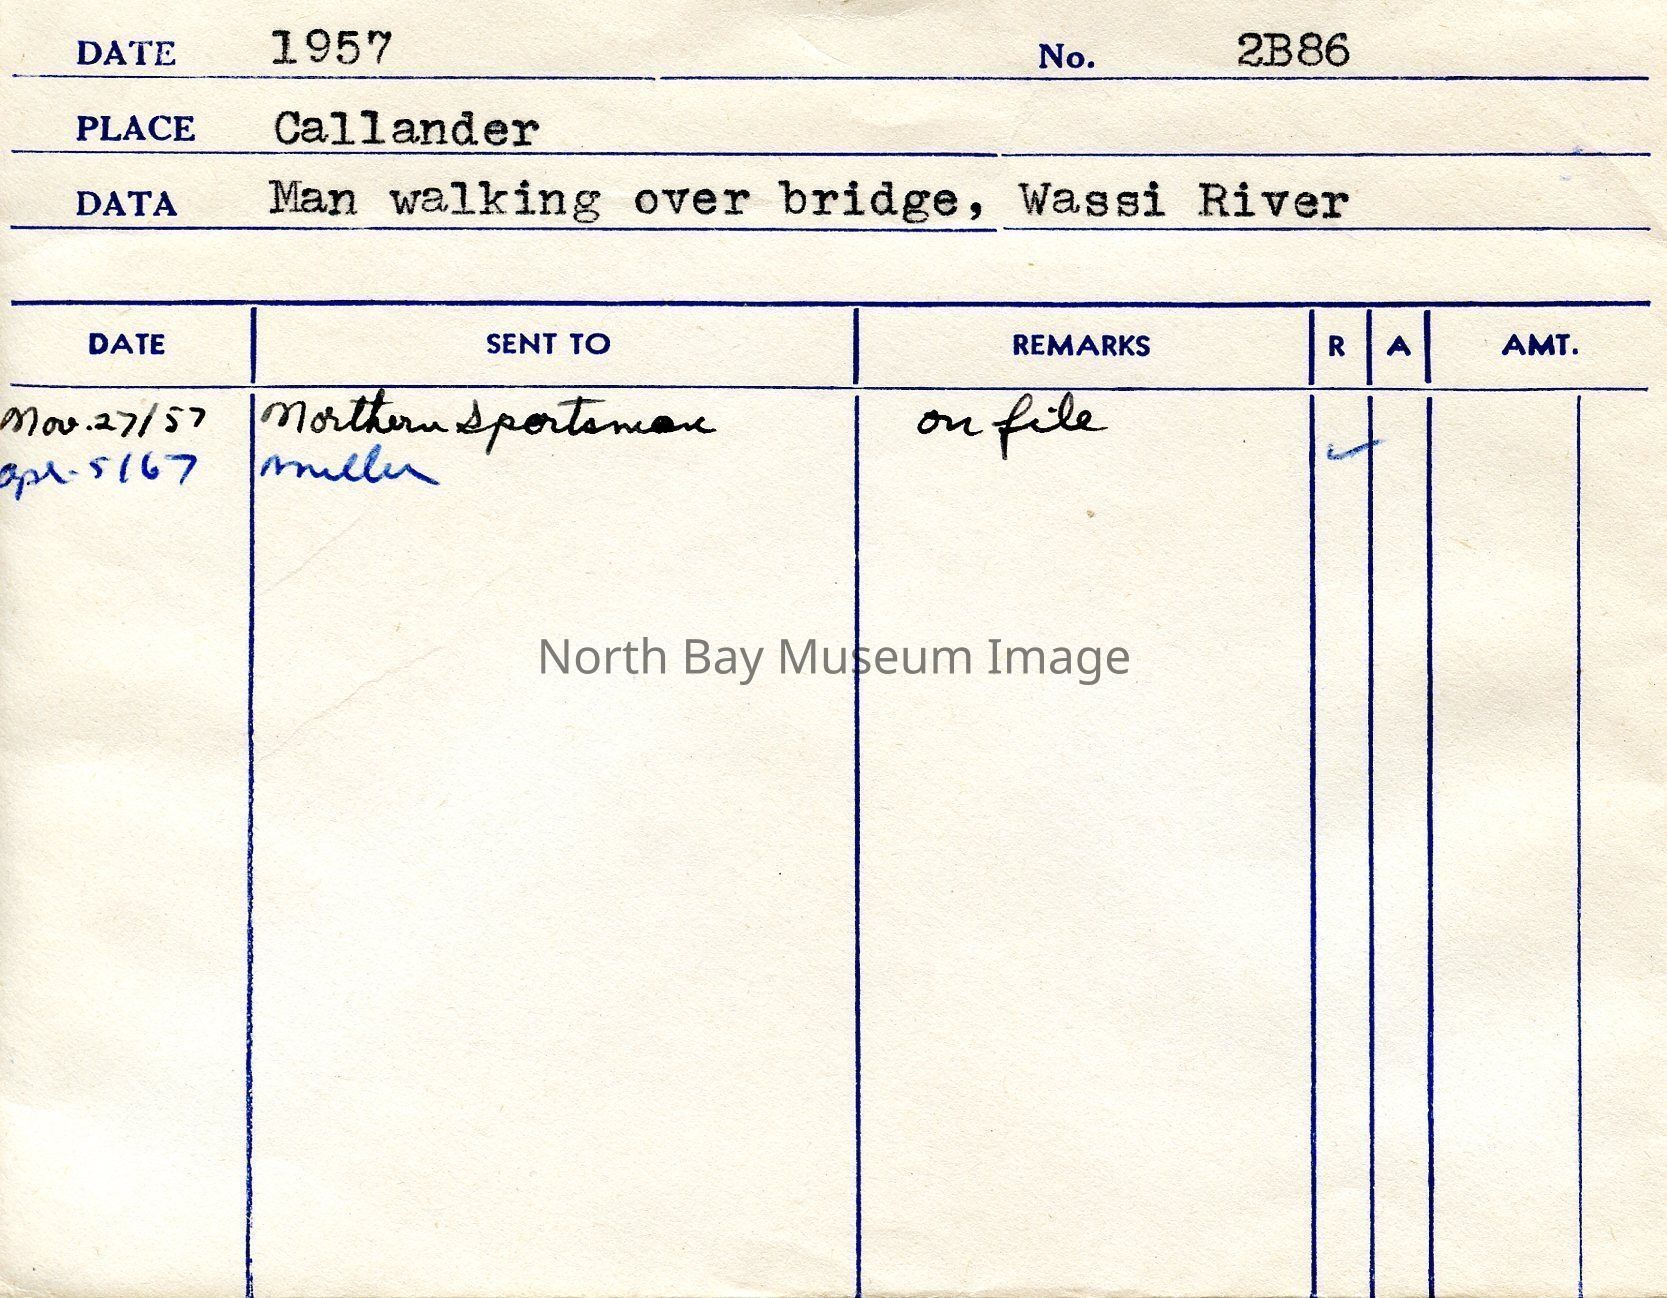 DATE 1957 No. 2B86
PLACE Callander
DATA Man walking over bridge, Wassi River
DATE SENT TO REMARKS R A AMT.
Nov. 27/57 Northern Sportsman on file
Apr. 5/67 Miller ✓
North Bay Museum Image